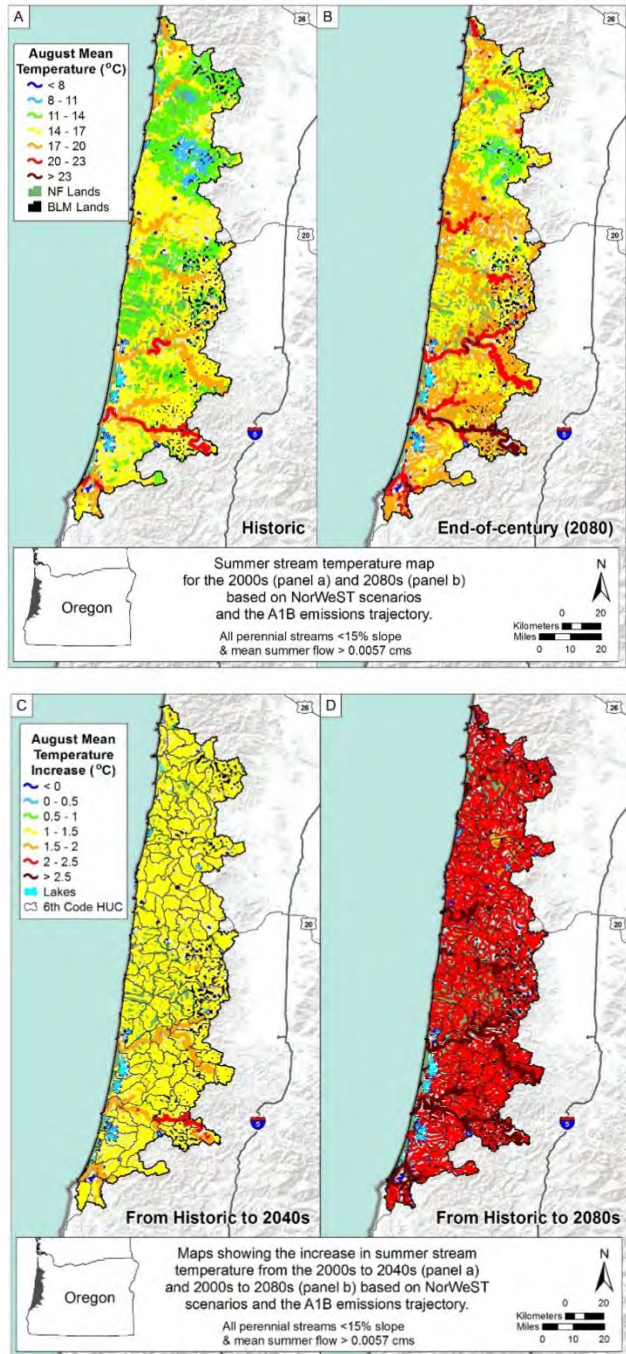 A
26
August Mean
Temperature (°C)
< 8
8 - 11
11 - 14
14 - 17
17 - 20
20 - 23
> 23
NF Lands
BLM Lands
5
Historic
B
26
20
5
End-of-century (2080)
Oregon
Summer stream temperature map
for the 2000s (panel a) and 2080s (panel b)
based on NorWeST scenarios
and the A1B emissions trajectory.
All perennial streams <15% slope
& mean summer flow > 0.0057 cms
N
0 20
Kilometers
Miles
0 20
C
26
August Mean
Temperature
Increase (°C)
< 0
0 - 0.5
0.5 - 1
1 - 1.5
1.5 - 2
2 - 2.5
> 2.5
Lakes
6th Code HUC
20
5
From Historic to 2040s
D
26
20
5
From Historic to 2080s
Oregon
Maps showing the increase in summer stream
temperature from the 2000s to 2040s (panel a)
and 2000s to 2080s (panel b) based on NorWeST
scenarios and the A1B emissions trajectory.
All perennial streams <15% slope
& mean summer flow > 0.0057 cms
N
0 20
Kilometers
Miles
0 20